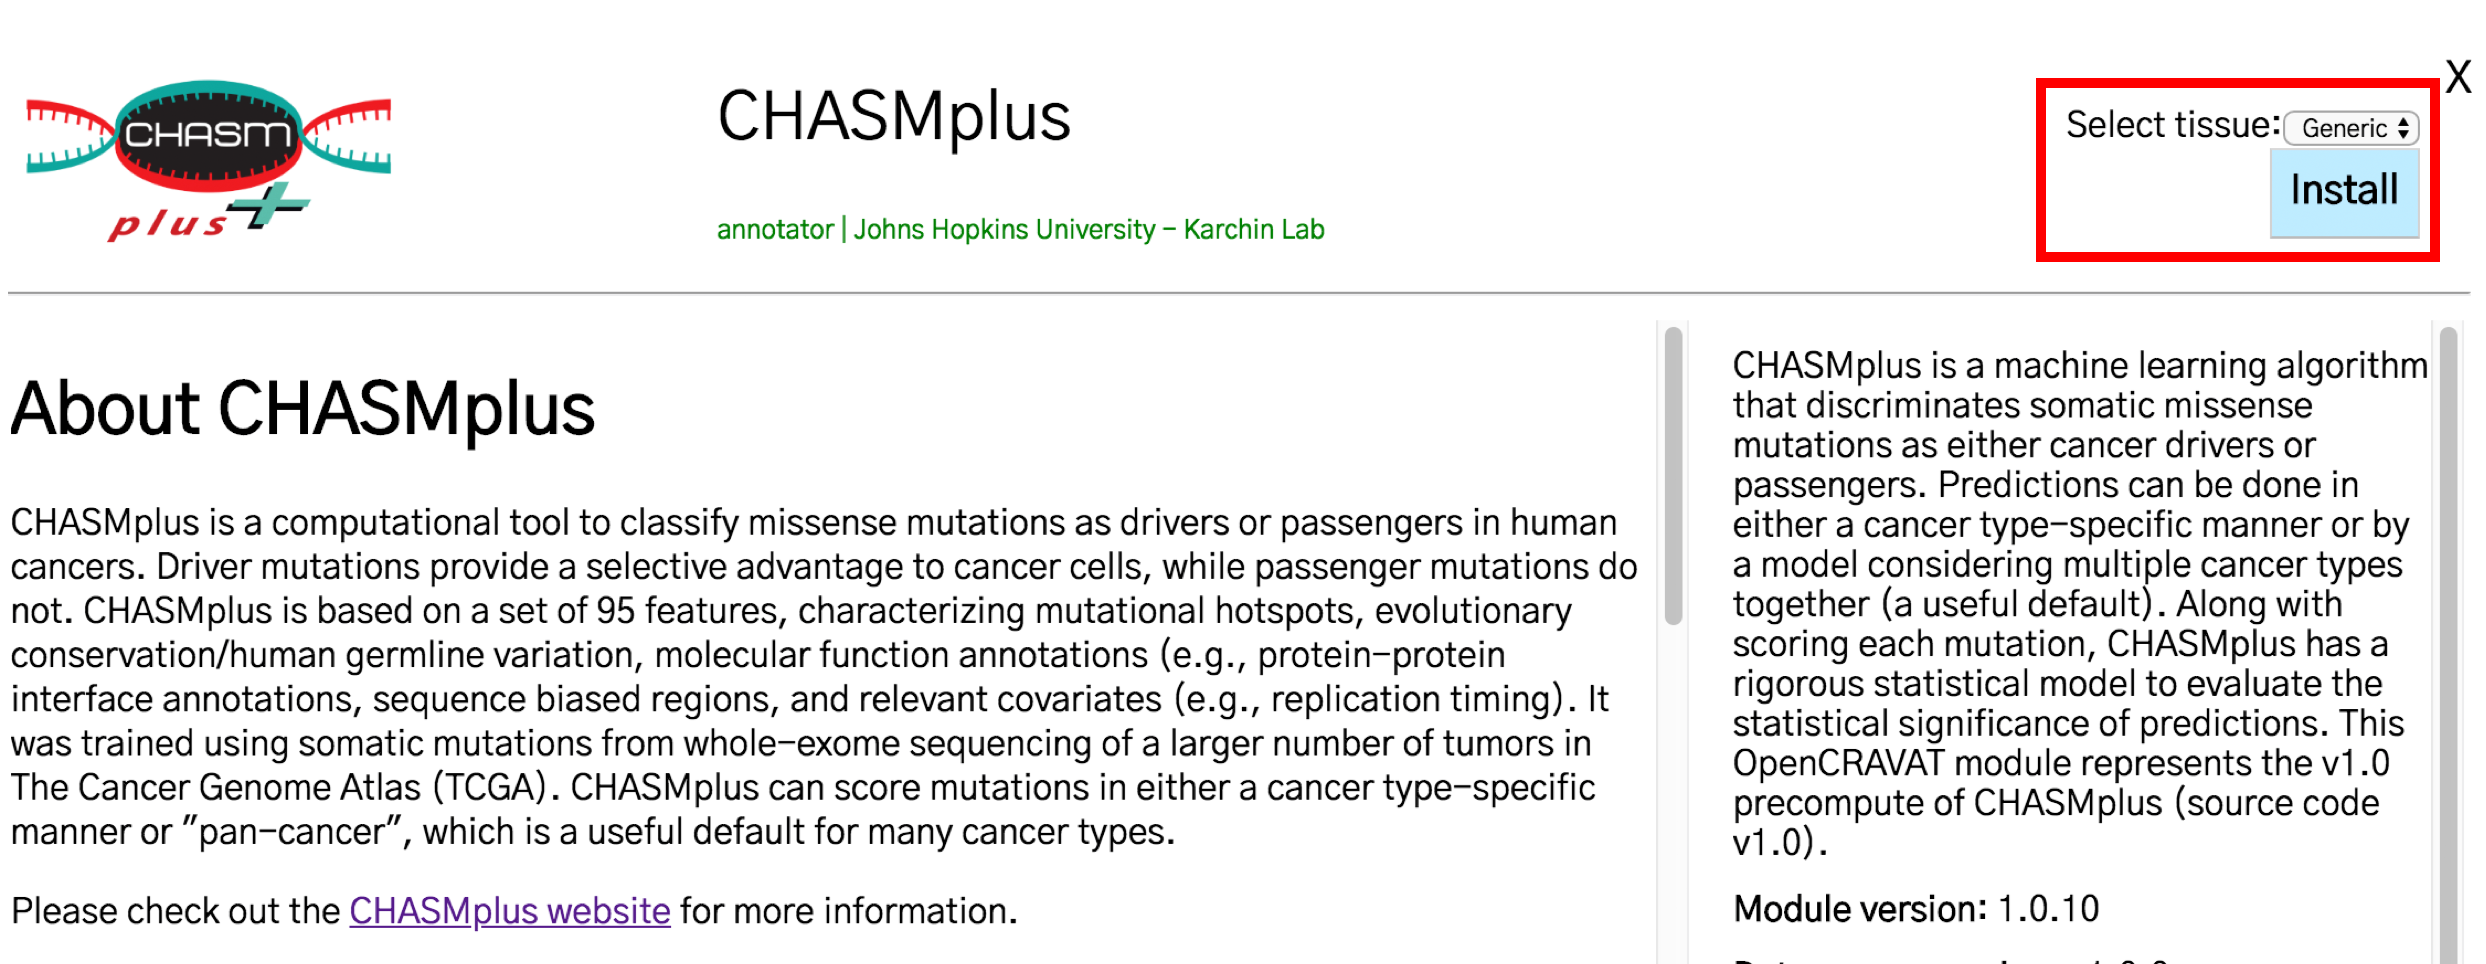 CHASM
plus
CHASMplus
annotator | Johns Hopkins University - Karchin Lab
Select tissue: Generic
Install
X
About CHASMplus
CHASMplus is a computational tool to classify missense mutations as drivers or passengers in human
cancers. Driver mutations provide a selective advantage to cancer cells, while passenger mutations do
not. CHASMplus is based on a set of 95 features, characterizing mutational hotspots, evolutionary
conservation/human germline variation, molecular function annotations (e.g., protein-protein
interface annotations, sequence biased regions, and relevant covariates (e.g., replication timing). It
was trained using somatic mutations from whole-exome sequencing of a larger number of tumors in
The Cancer Genome Atlas (TCGA). CHASMplus can score mutations in either a cancer type-specific
manner or "pan-cancer", which is a useful default for many cancer types.
Please check out the CHASMplus website for more information.
CHASMplus is a machine learning algorithm
that discriminates somatic missense
mutations as either cancer drivers or
passengers. Predictions can be done in
either a cancer type-specific manner or by
a model considering multiple cancer types
together (a useful default). Along with
scoring each mutation, CHASMplus has a
rigorous statistical model to evaluate the
statistical significance of predictions. This
OpenCRAVAT module represents the v1.0
precompute of CHASMplus (source code
v1.0).
Module version: 1.0.10